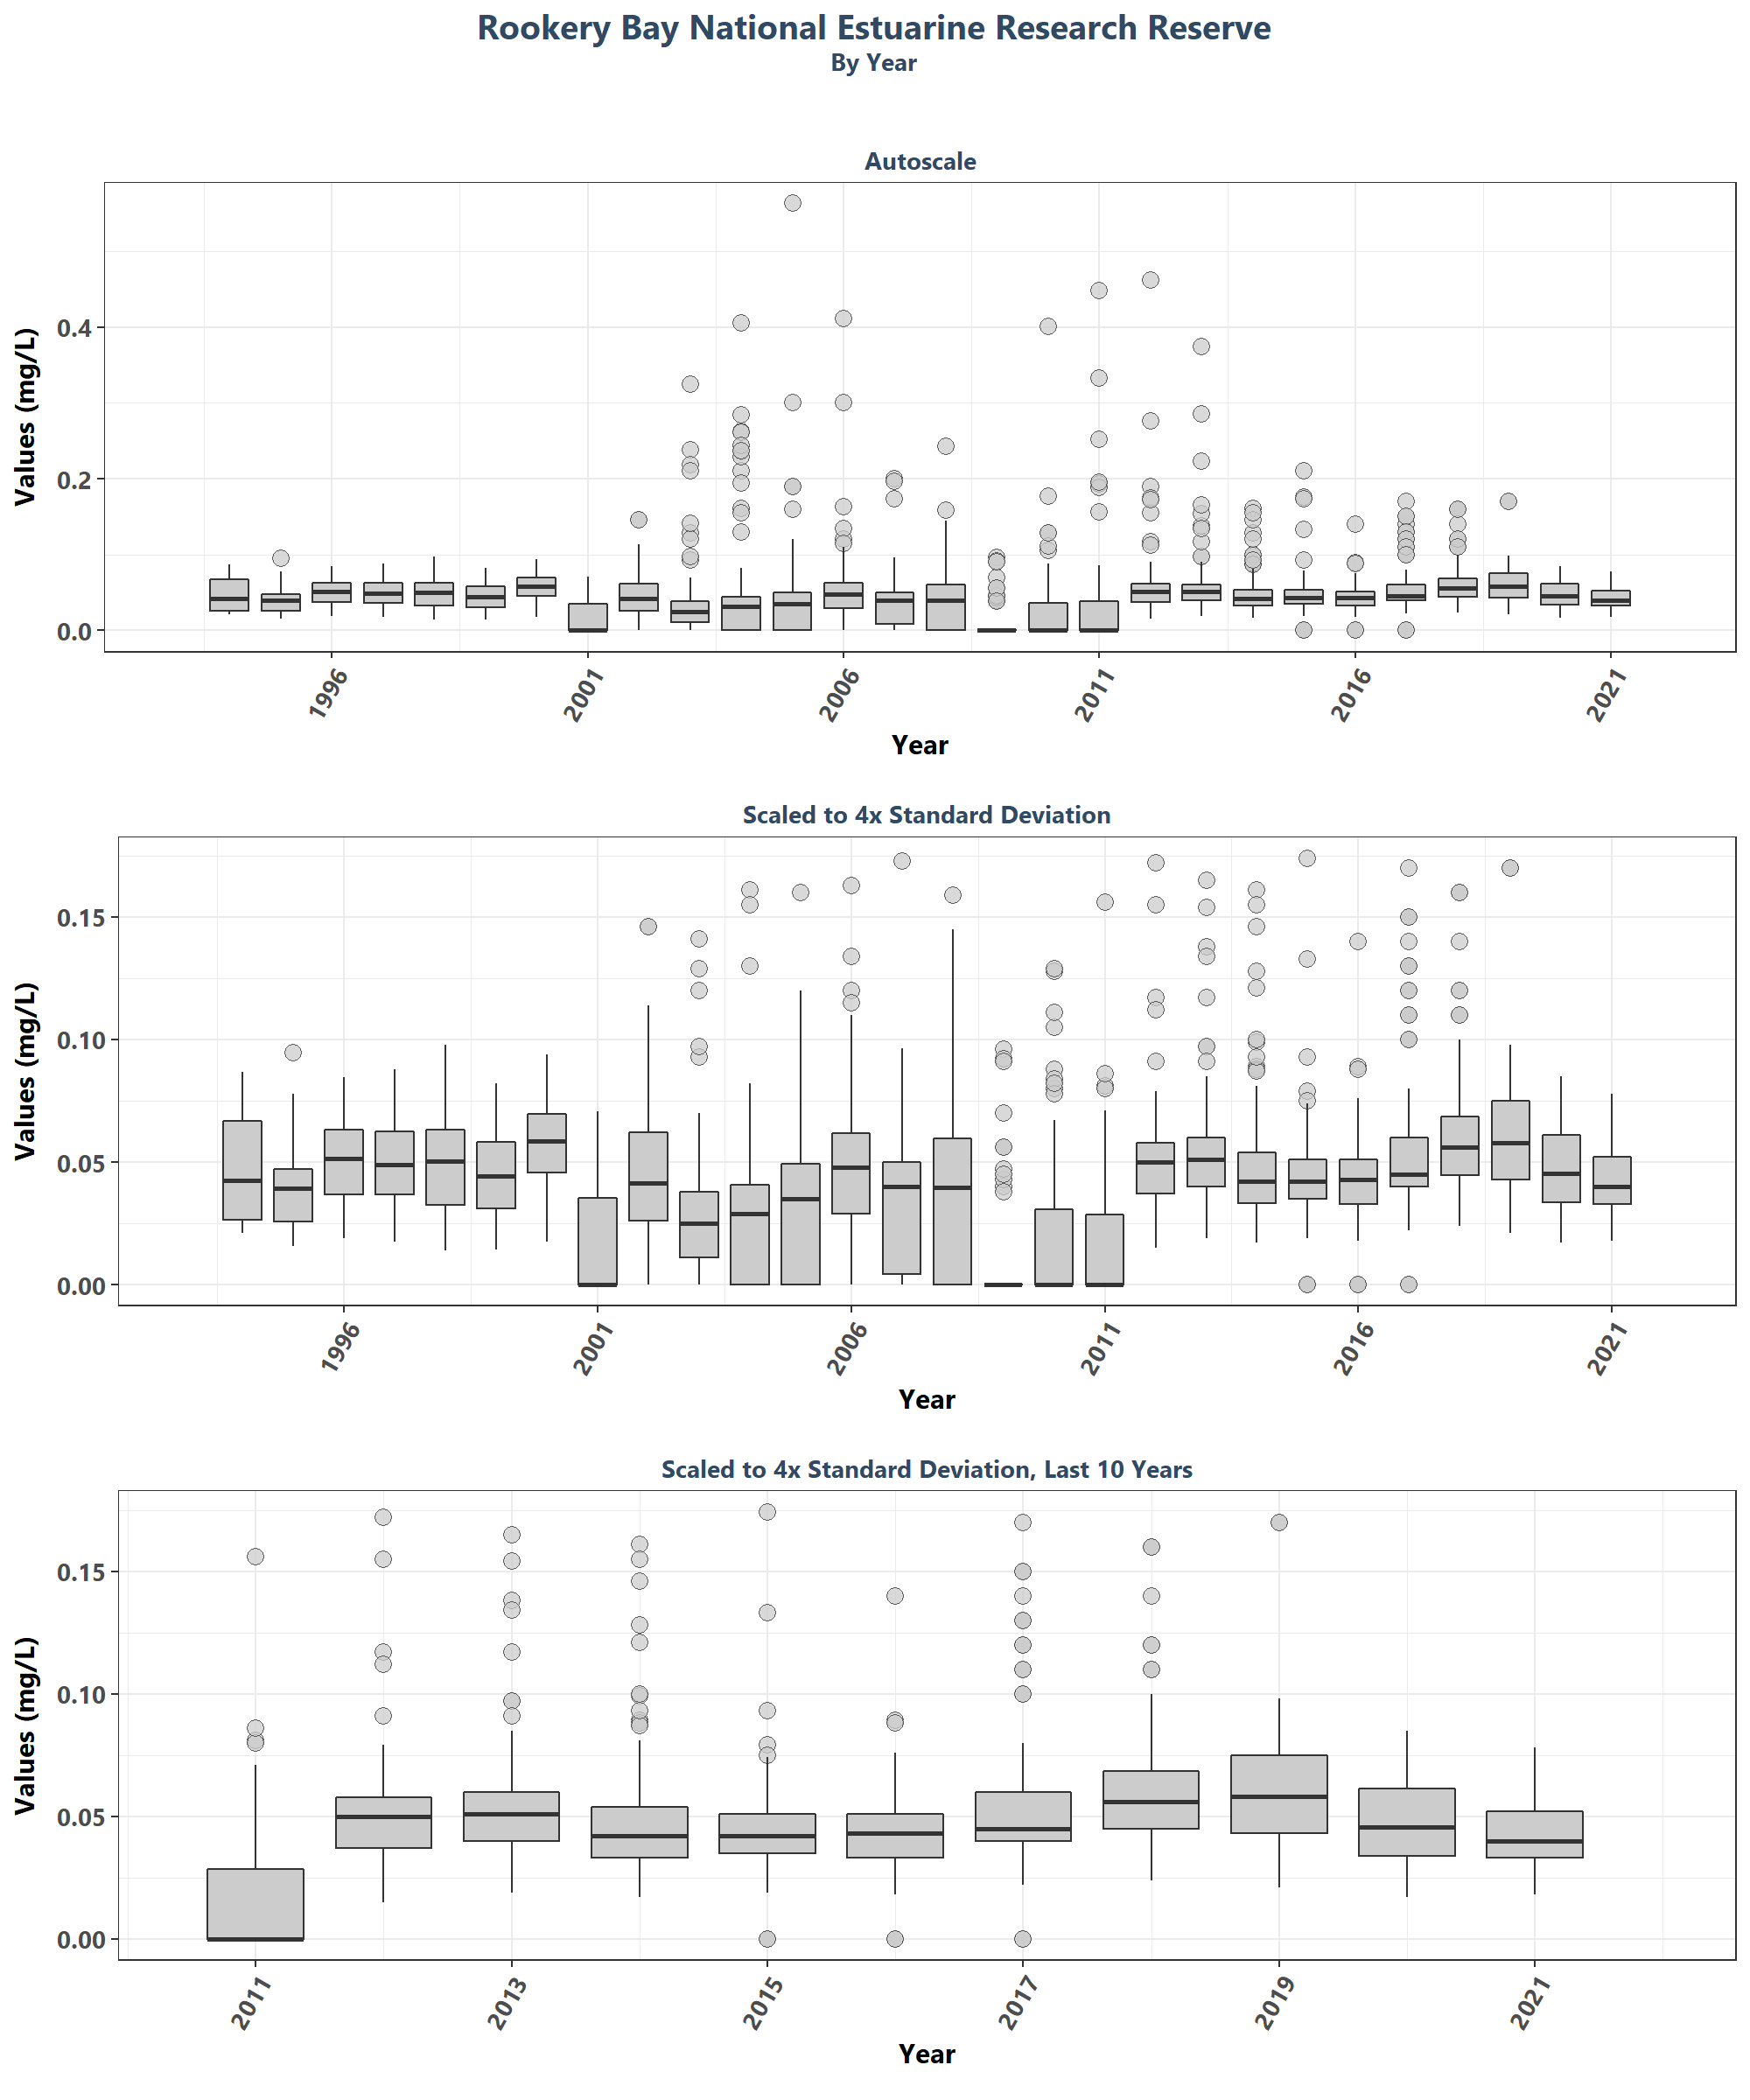 Rookery Bay National Estuarine Research Reserve
By Year
Autoscale
Values (mg/L)
0.4
0.2
0.0
1996
2001
2006
2011
2016
2021
Year
Scaled to 4x Standard Deviation
Values (mg/L)
0.15
0.10
0.05
0.00
1996
2001
2006
2011
2016
2021
Year
Scaled to 4x Standard Deviation, Last 10 Years
Values (mg/L)
0.15
0.10
0.05
0.00
2011
2013
2015
2017
2019
2021
Year